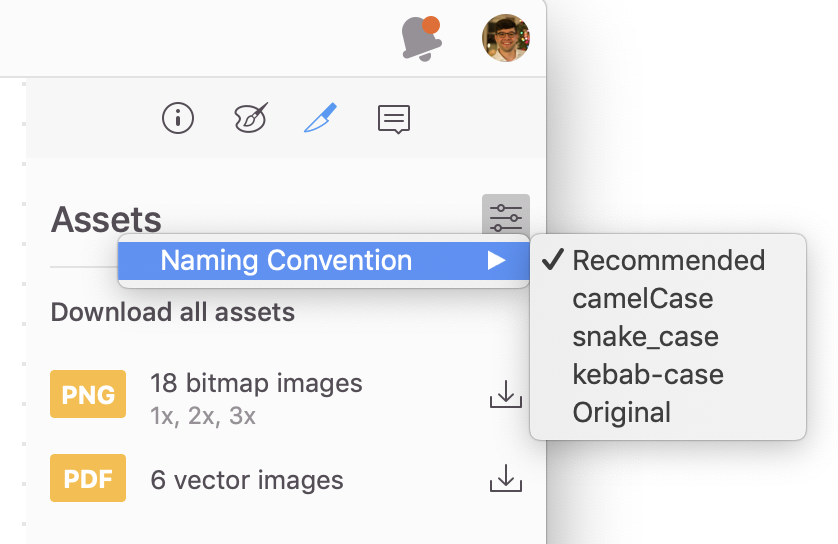 Assets
Naming Convention
Recommended
camelCase
snake_case
kebab-case
Original
Download all assets
PNG
18 bitmap images
1x, 2x, 3x
PDF
6 vector images